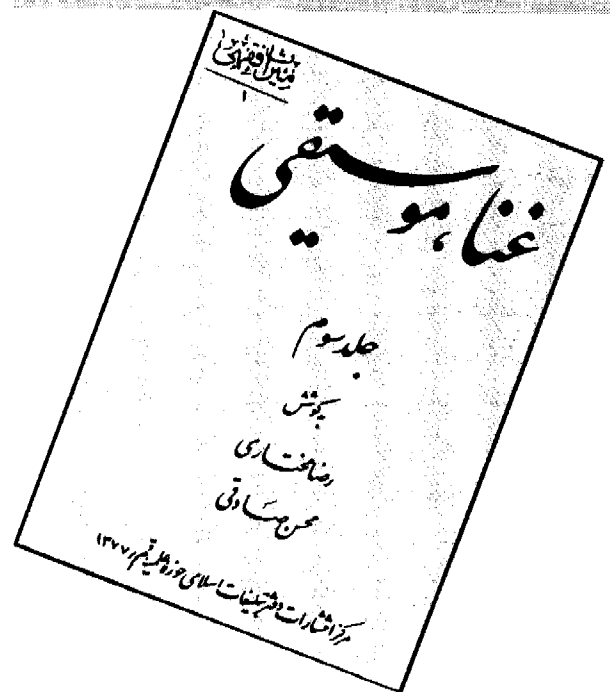 میراث فقهی
۱
غنا، موسیقی
جلد سوم
به کوشش
رضا مختاری
محسن صادقی
مرکز انتشارات دفتر تبلیغات اسلامی حوزه علمیه قم، ۱۳۷۷